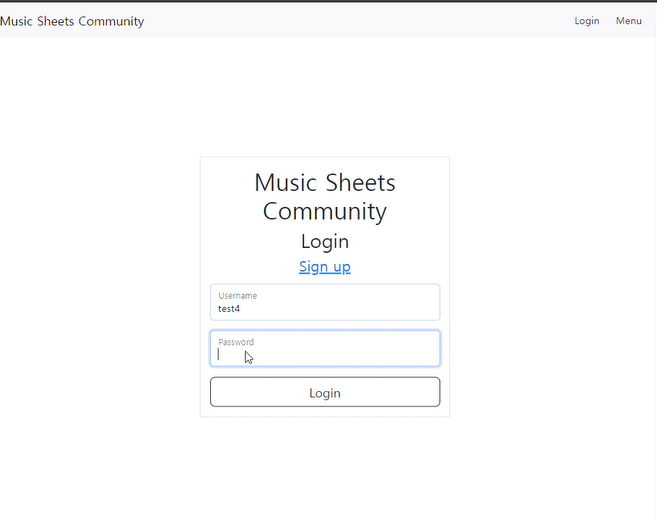 Music Sheets Community
Login
Menu
Music Sheets
Community
Login
Sign up
Username
test4
Password
Login